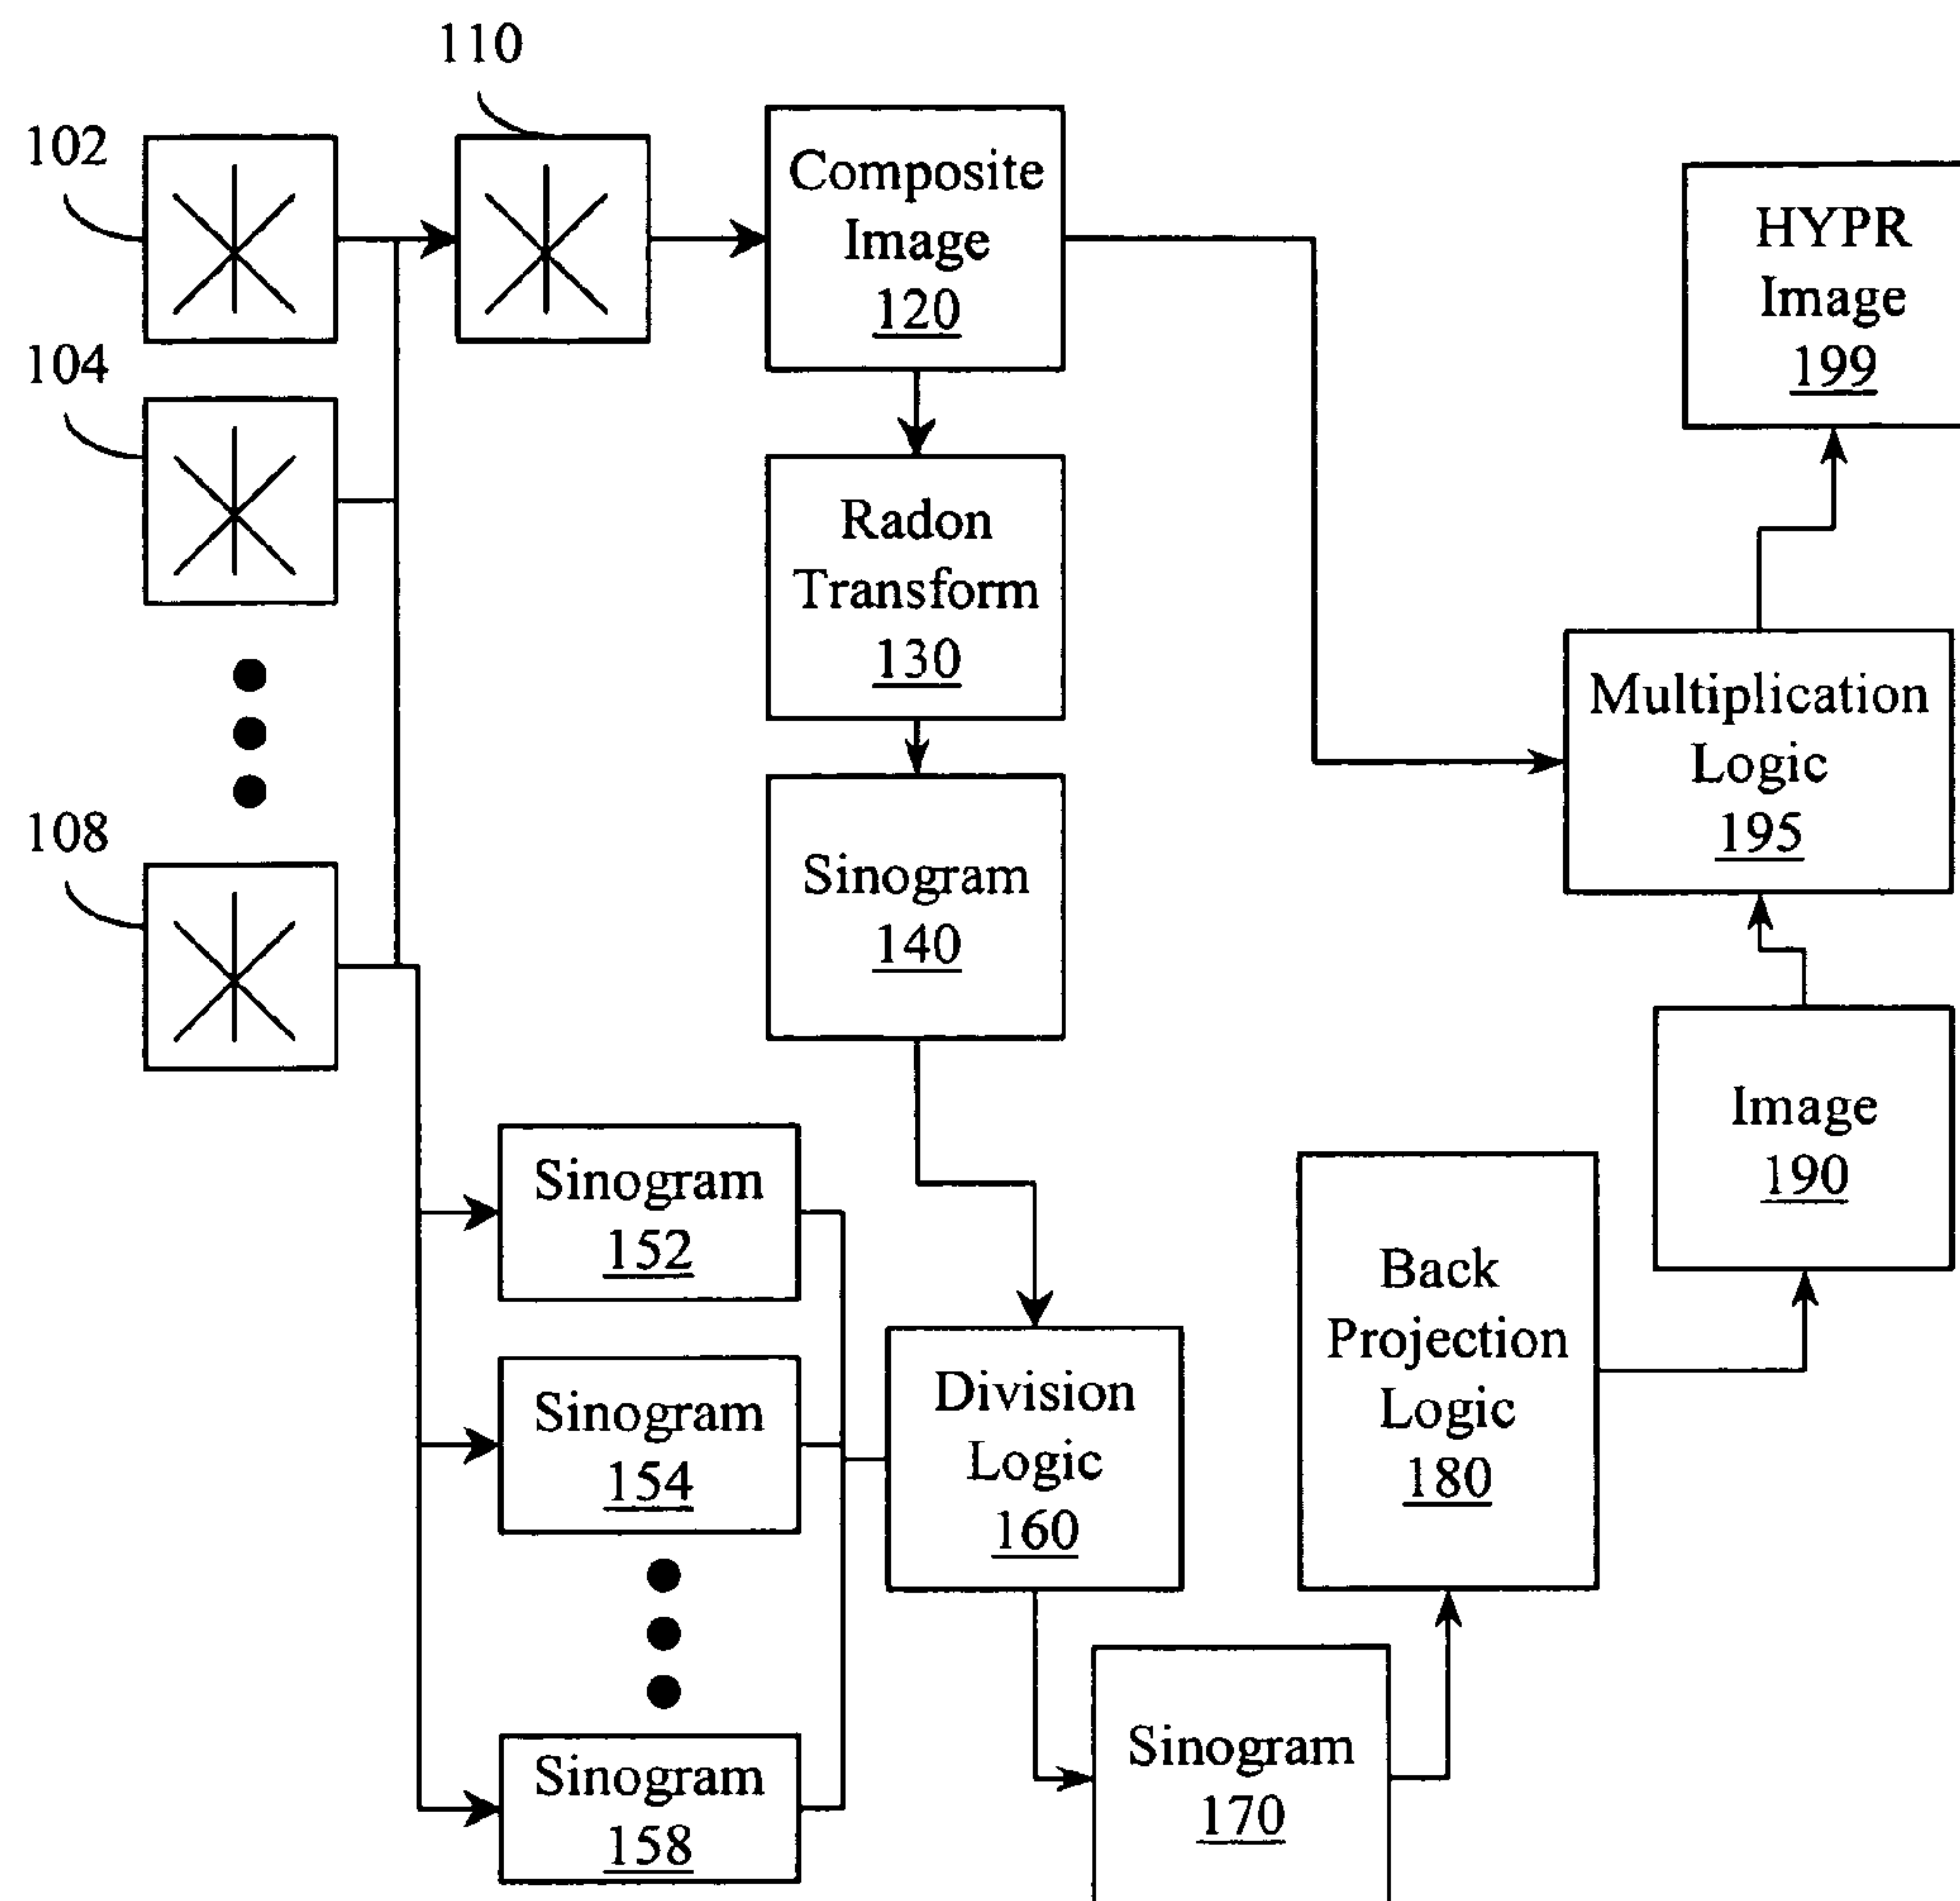 110
102
Composite
Image
120
HYPR
Image
199
104
Radon
Transform
130
Multiplication
Logic
195
108
Sinogram
140
Image
190
Sinogram
152
Back
Projection
Logic
180
Sinogram
154
Division
Logic
160
Sinogram
158
Sinogram
170